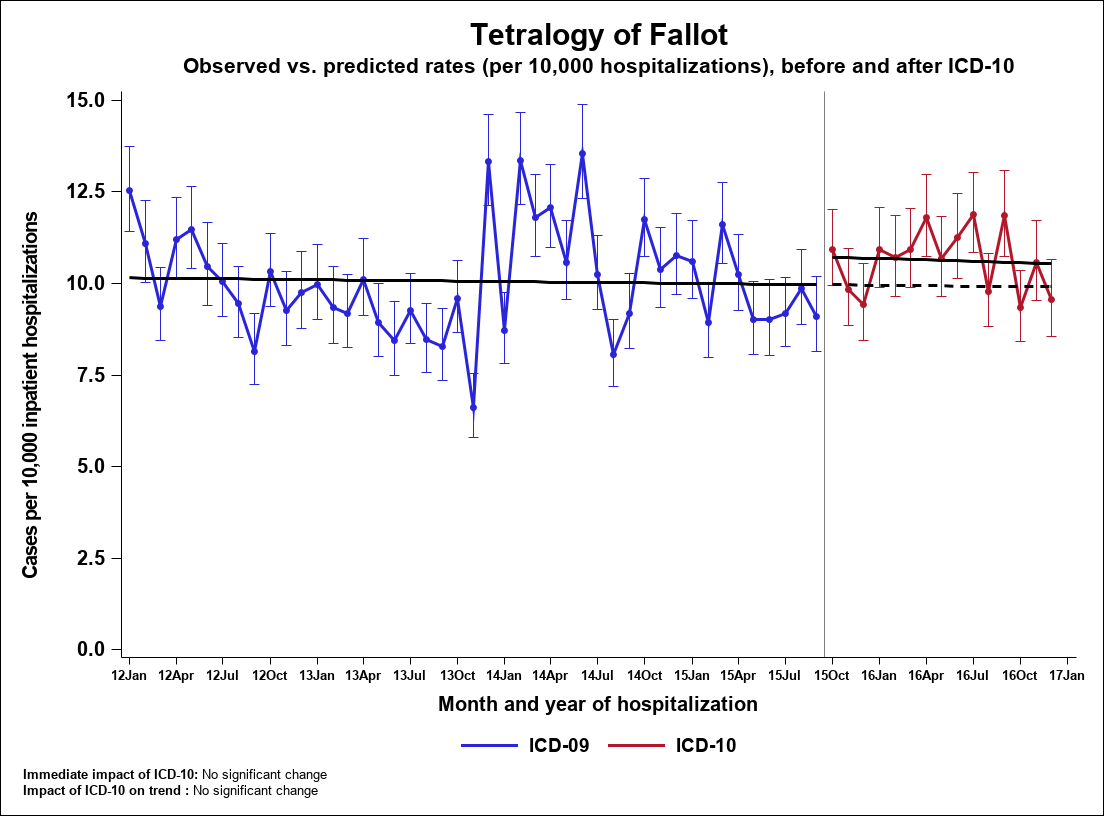 Tetralogy of Fallot
Observed vs. predicted rates (per 10,000 hospitalizations), before and after ICD-10
Cases per 10,000 inpatient hospitalizations
15.0
12.5
10.0
7.5
5.0
2.5
0.0
12Jan 12Apr 12Jul 12Oct 13Jan 13Apr 13Jul 13Oct 14Jan 14Apr 14Jul 14Oct 15Jan 15Apr 15Jul 15Oct 16Jan 16Apr 16Jul 16Oct 17Jan
Month and year of hospitalization
ICD-09 ICD-10
Immediate impact of ICD-10: No significant change
Impact of ICD-10 on trend : No significant change